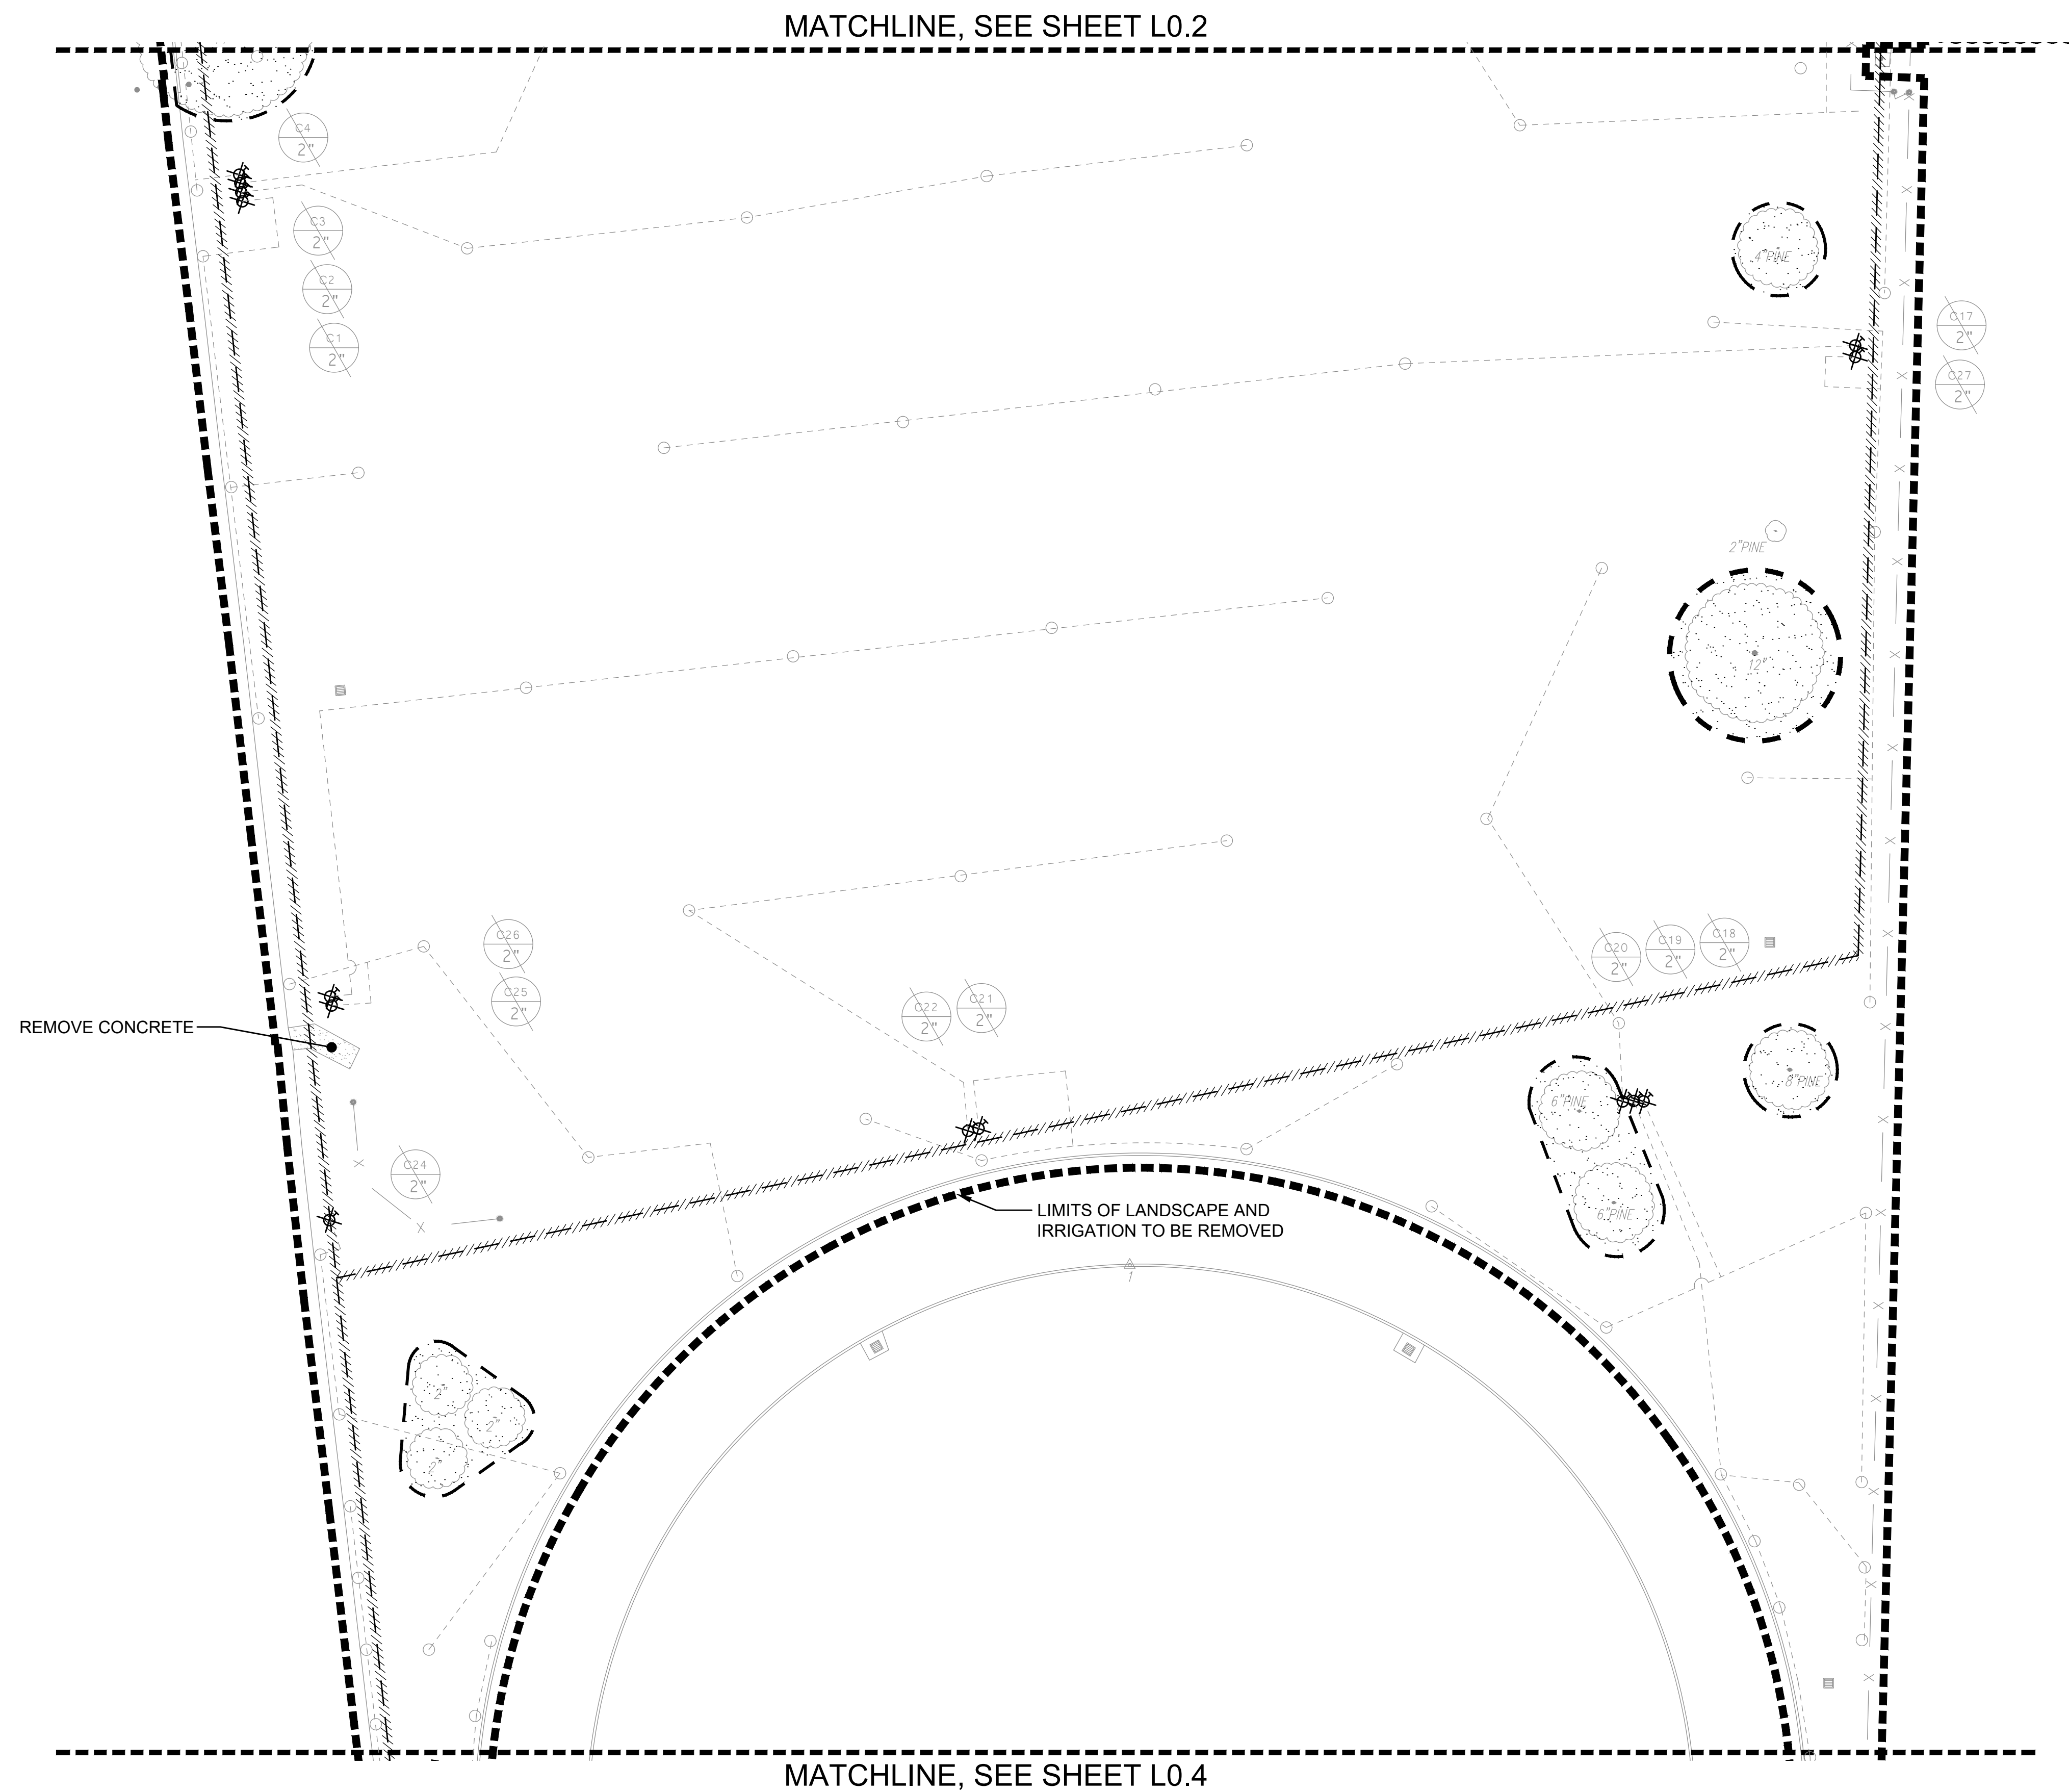 MATCHLINE, SEE SHEET L0.2
C4
2"
C3
2"
C2
2"
C1
2"
4"PINE
C17
2"
C27
2"
2"PINE
12"
C26
2"
C25
2"
C22
2"
C21
2"
C20
2"
C19
2"
C18
2"
REMOVE CONCRETE
6"PINE
8"PINE
C24
2"
LIMITS OF LANDSCAPE AND
IRRIGATION TO BE REMOVED
6"PINE
1
2"
2"
2"
MATCHLINE, SEE SHEET L0.4